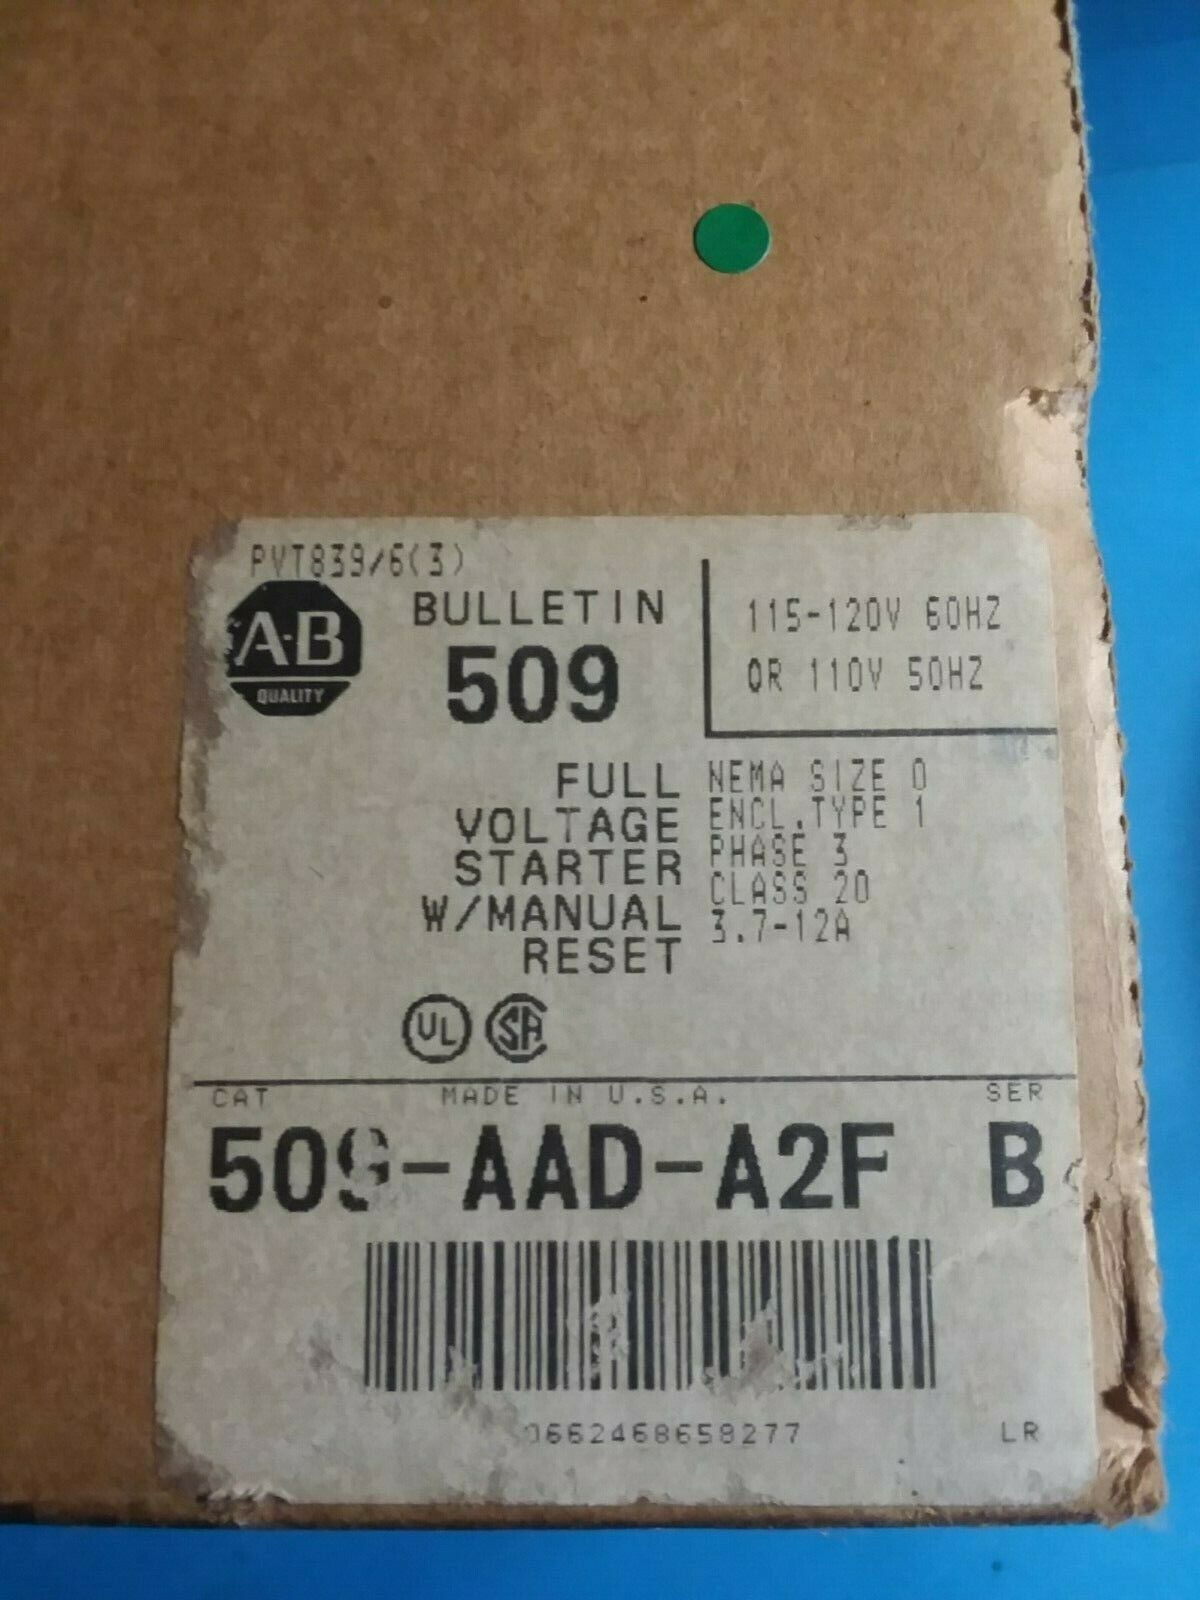 PVT839/6(3)
A-B
QUALITY
BULLETIN
509
115-120V 60HZ
OR 110V 50HZ
FULL
VOLTAGE
STARTER
W/MANUAL
RESET
NEMA SIZE 0
ENCL.TYPE 1
PHASE 3
CLASS 20
3.7-12A
UL SA
CAT MADE IN U.S.A. SER
509-AAD-A2F B
0662468658277 LR